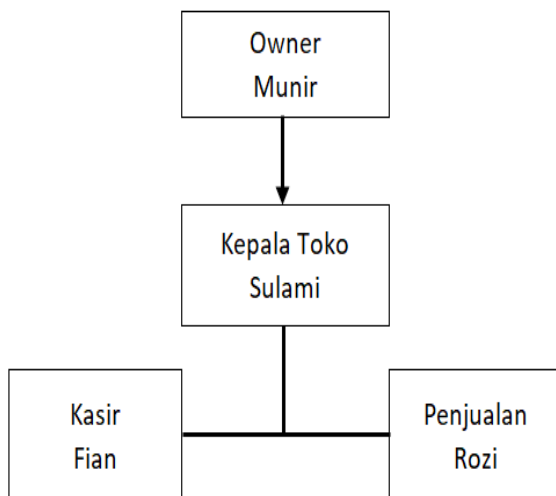 Owner
Munir
Kepala Toko
Sulami
Kasir
Fian
Penjualan
Rozi